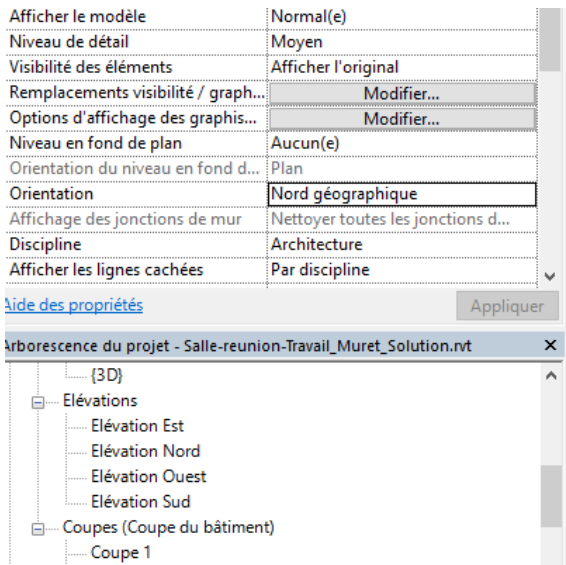 Afficher le modèle Normal(e)
Niveau de détail Moyen
Visibilité des éléments Afficher l'original
Remplacements visibilité / graph... Modifier...
Options d'affichage des graphis... Modifier...
Niveau en fond de plan Aucun(e)
Orientation du niveau en fond d... Plan
Orientation Nord géographique
Affichage des jonctions de mur Nettoyer toutes les jonctions d...
Discipline Architecture
Afficher les lignes cachées Par discipline
Aide des propriétés Appliquer
Arborescence du projet - Salle-reunion-Travail_Muret_Solution.rvt
{3D}
Elévations
Elévation Est
Elévation Nord
Elévation Ouest
Elévation Sud
Coupes (Coupe du bâtiment)
Coupe 1